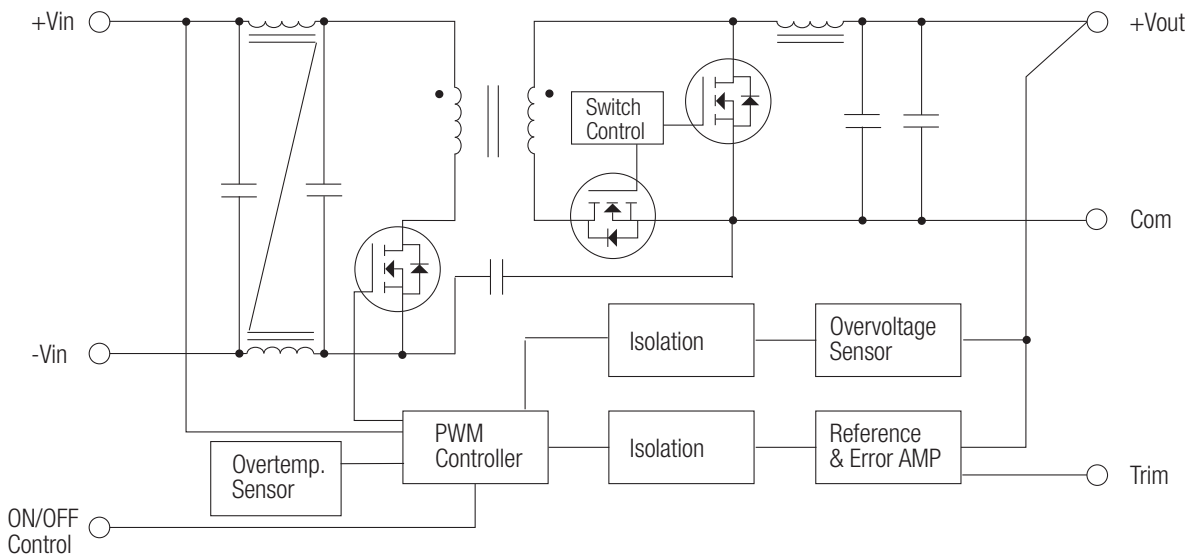 +Vin
+Vout
Switch
Control
Com
Isolation
Overvoltage
Sensor
-Vin
PWM
Controller
Isolation
Reference
& Error AMP
Overtemp.
Sensor
Trim
ON/OFF
Control